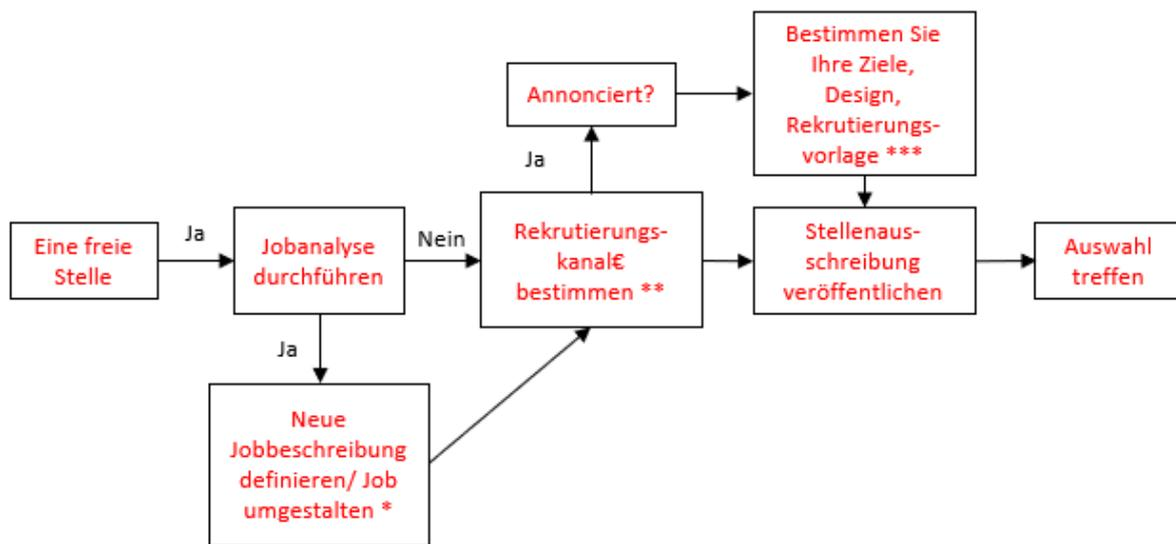 Bestimmen Sie
Ihre Ziele,
Design,
Rekrutierungs-
vorlage ***
Annonciert?
Ja
Eine freie
Stelle
Ja
Jobanalyse
durchführen
Nein
Rekrutierungs-
kanal€
bestimmen **
Stellenaus-
schreibung
veröffentlichen
Auswahl
treffen
Ja
Neue
Jobbeschreibung
definieren/ Job
umgestalten *